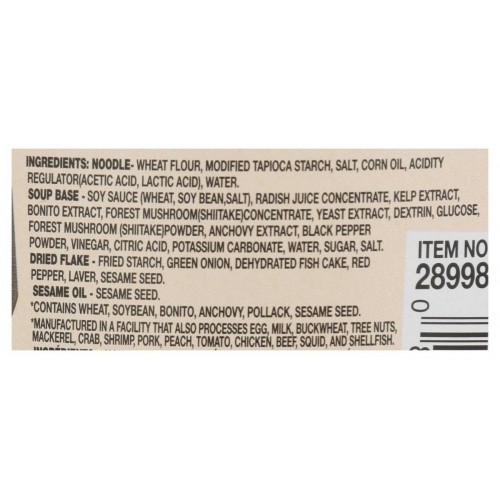 INGREDIENTS: NOODLE- WHEAT FLOUR, MODIFIED TAPIOCA STARCH, SALT, CORN OIL, ACIDITY
REGULATOR(ACETIC ACID, LACTIC ACID), WATER.
SOUP BASE - SOY SAUCE (WHEAT, SOY BEAN,SALT), RADISH JUICE CONCENTRATE, KELP EXTRACT,
BONITO EXTRACT, FOREST MUSHROOM(SHIITAKE)CONCENTRATE, YEAST EXTRACT, DEXTRIN, GLUCOSE,
FOREST MUSHROOM (SHIITAKE)POWDER, ANCHOVY EXTRACT, BLACK PEPPER
POWDER, VINEGAR, CITRIC ACID, POTASSIUM CARBONATE, WATER, SUGAR, SALT.
DRIED FLAKE - FRIED STARCH, GREEN ONION, DEHYDRATED FISH CAKE, RED
PEPPER, LAVER, SESAME SEED.
SESAME OIL - SESAME SEED.
*CONTAINS WHEAT, SOYBEAN, BONITO, ANCHOVY, POLLACK, SESAME SEED.
*MANUFACTURED IN A FACILITY THAT ALSO PROCESSES EGG, MILK, BUCKWHEAT, TREE NUTS,
MACKEREL, CRAB, SHRIMP, PORK, PEACH, TOMATO, CHICKEN, BEEF, SQUID, AND SHELLFISH.
ITEM NO
28998
0